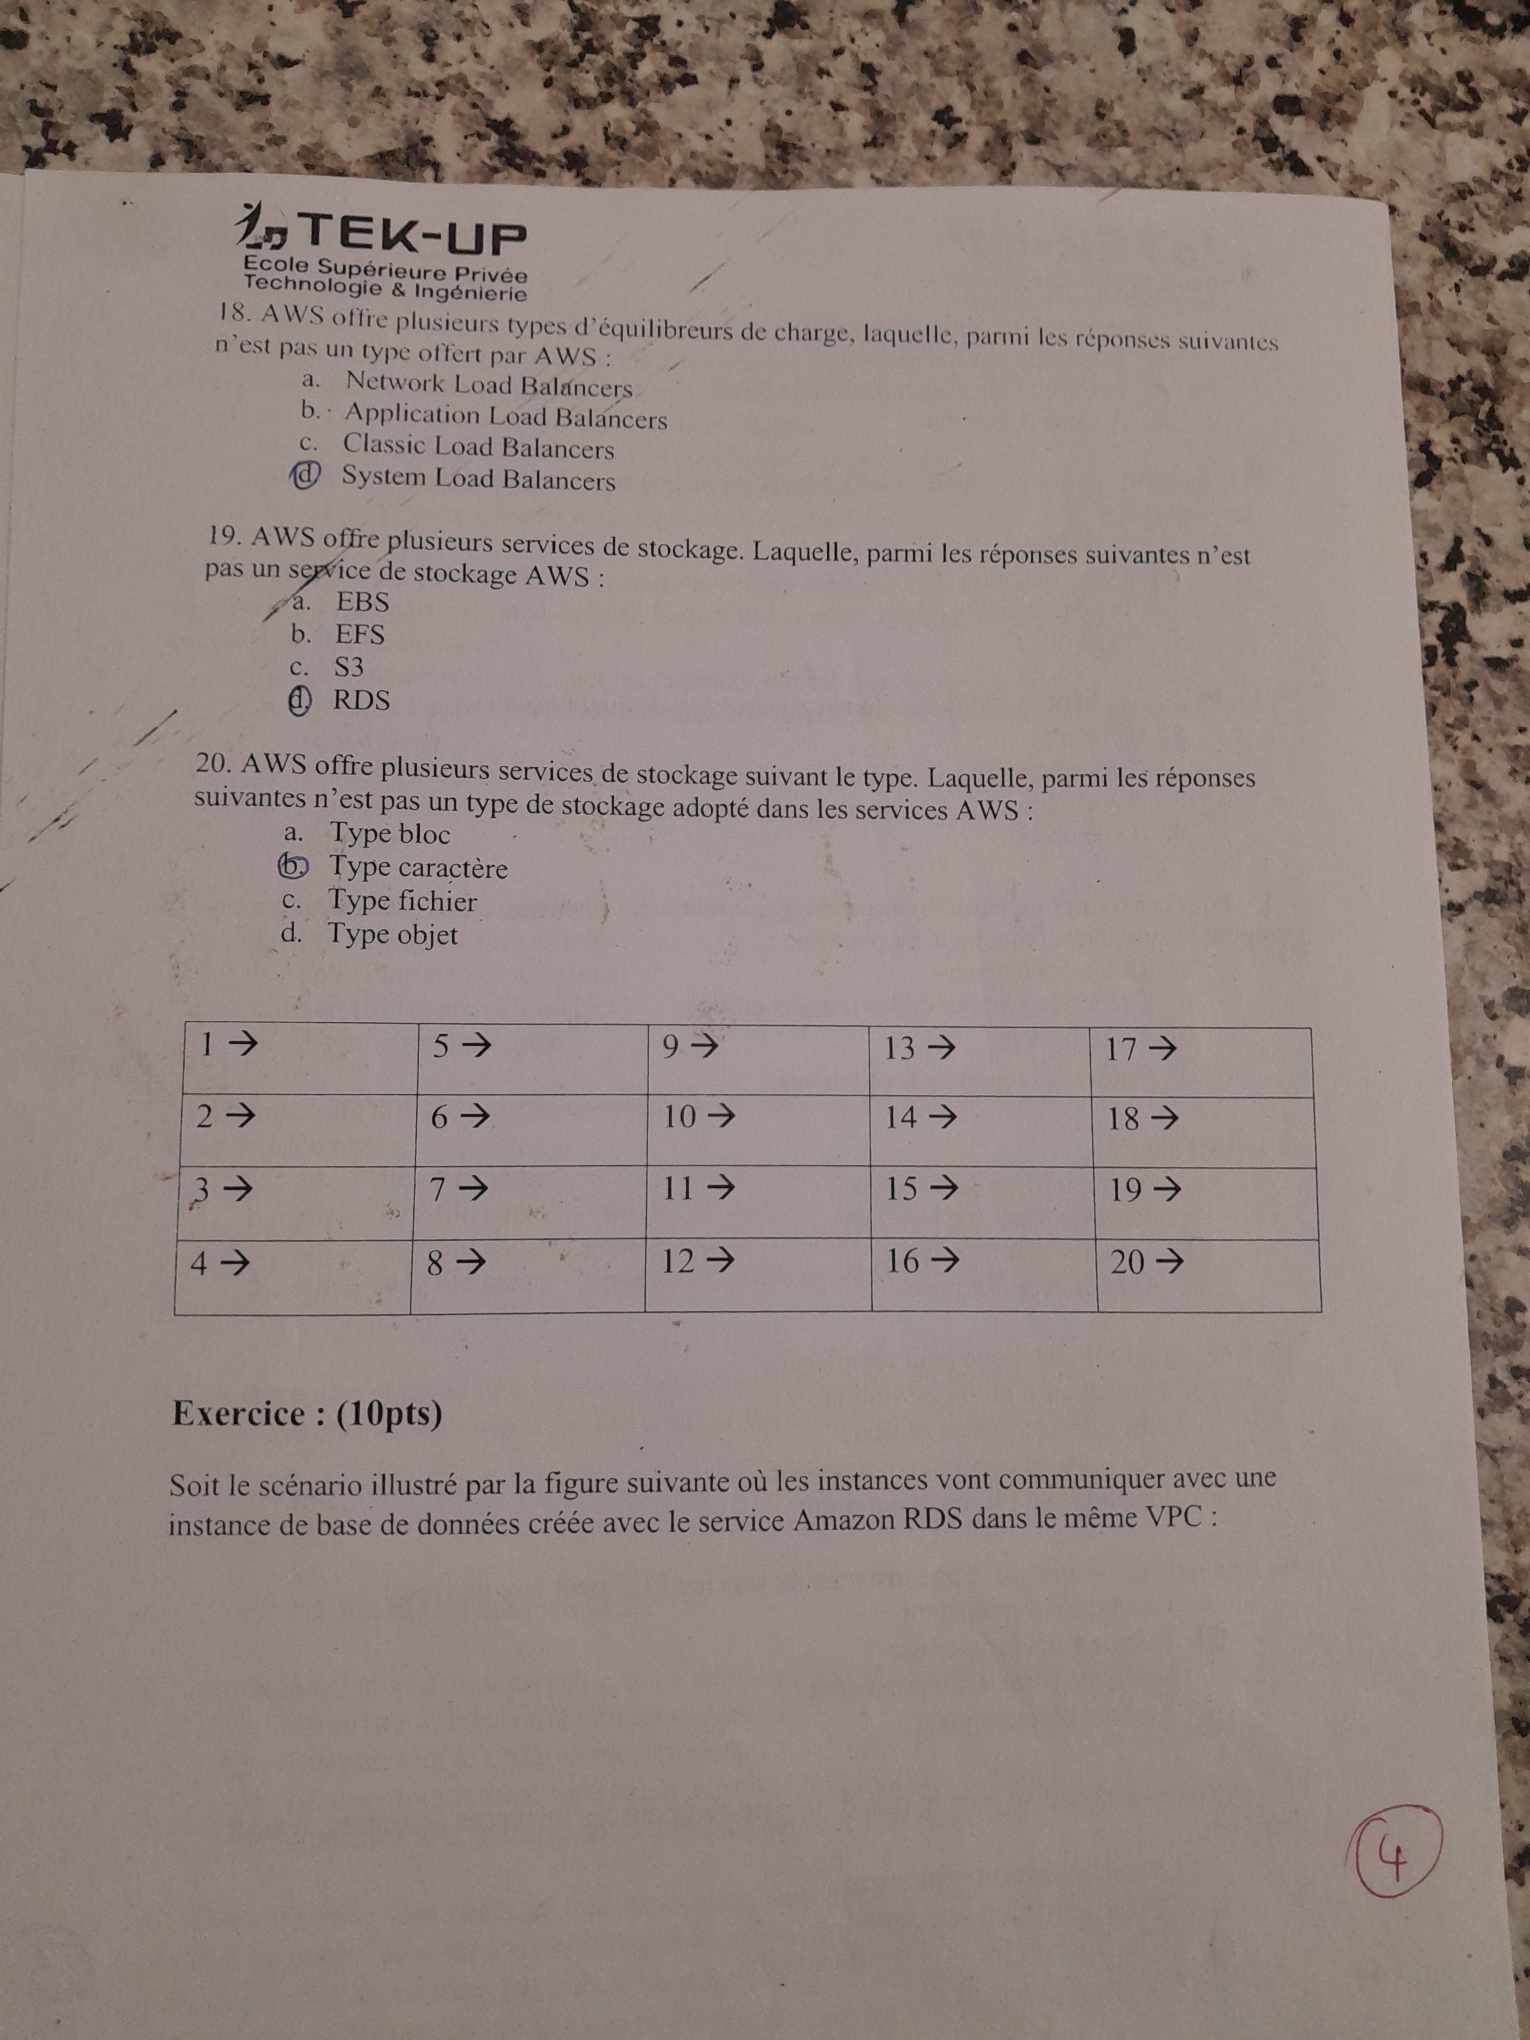 TEK-UP
Ecole Supérieure Privée
Technologie & Ingénierie
18. AWS offre plusieurs types d'équilibreurs de charge, laquelle, parmi les réponses suivantes
n'est pas un type offert par AWS :
a. Network Load Balancers
b. Application Load Balancers
c. Classic Load Balancers
d. System Load Balancers
19. AWS offre plusieurs services de stockage. Laquelle, parmi les réponses suivantes n'est
pas un service de stockage AWS :
a. EBS
b. EFS
c. S3
d. RDS
20. AWS offre plusieurs services de stockage suivant le type. Laquelle, parmi les réponses
suivantes n'est pas un type de stockage adopté dans les services AWS :
a. Type bloc
b. Type caractère
c. Type fichier
d. Type objet
1 → 5 → 9 → 13 → 17 →
2 → 6 → 10 → 14 → 18 →
3 → 7 → 11 → 15 → 19 →
4 → 8 → 12 → 16 → 20 →
Exercice : (10pts)
Soit le scénario illustré par la figure suivante où les instances vont communiquer avec une
instance de base de données créée avec le service Amazon RDS dans le même VPC :
4